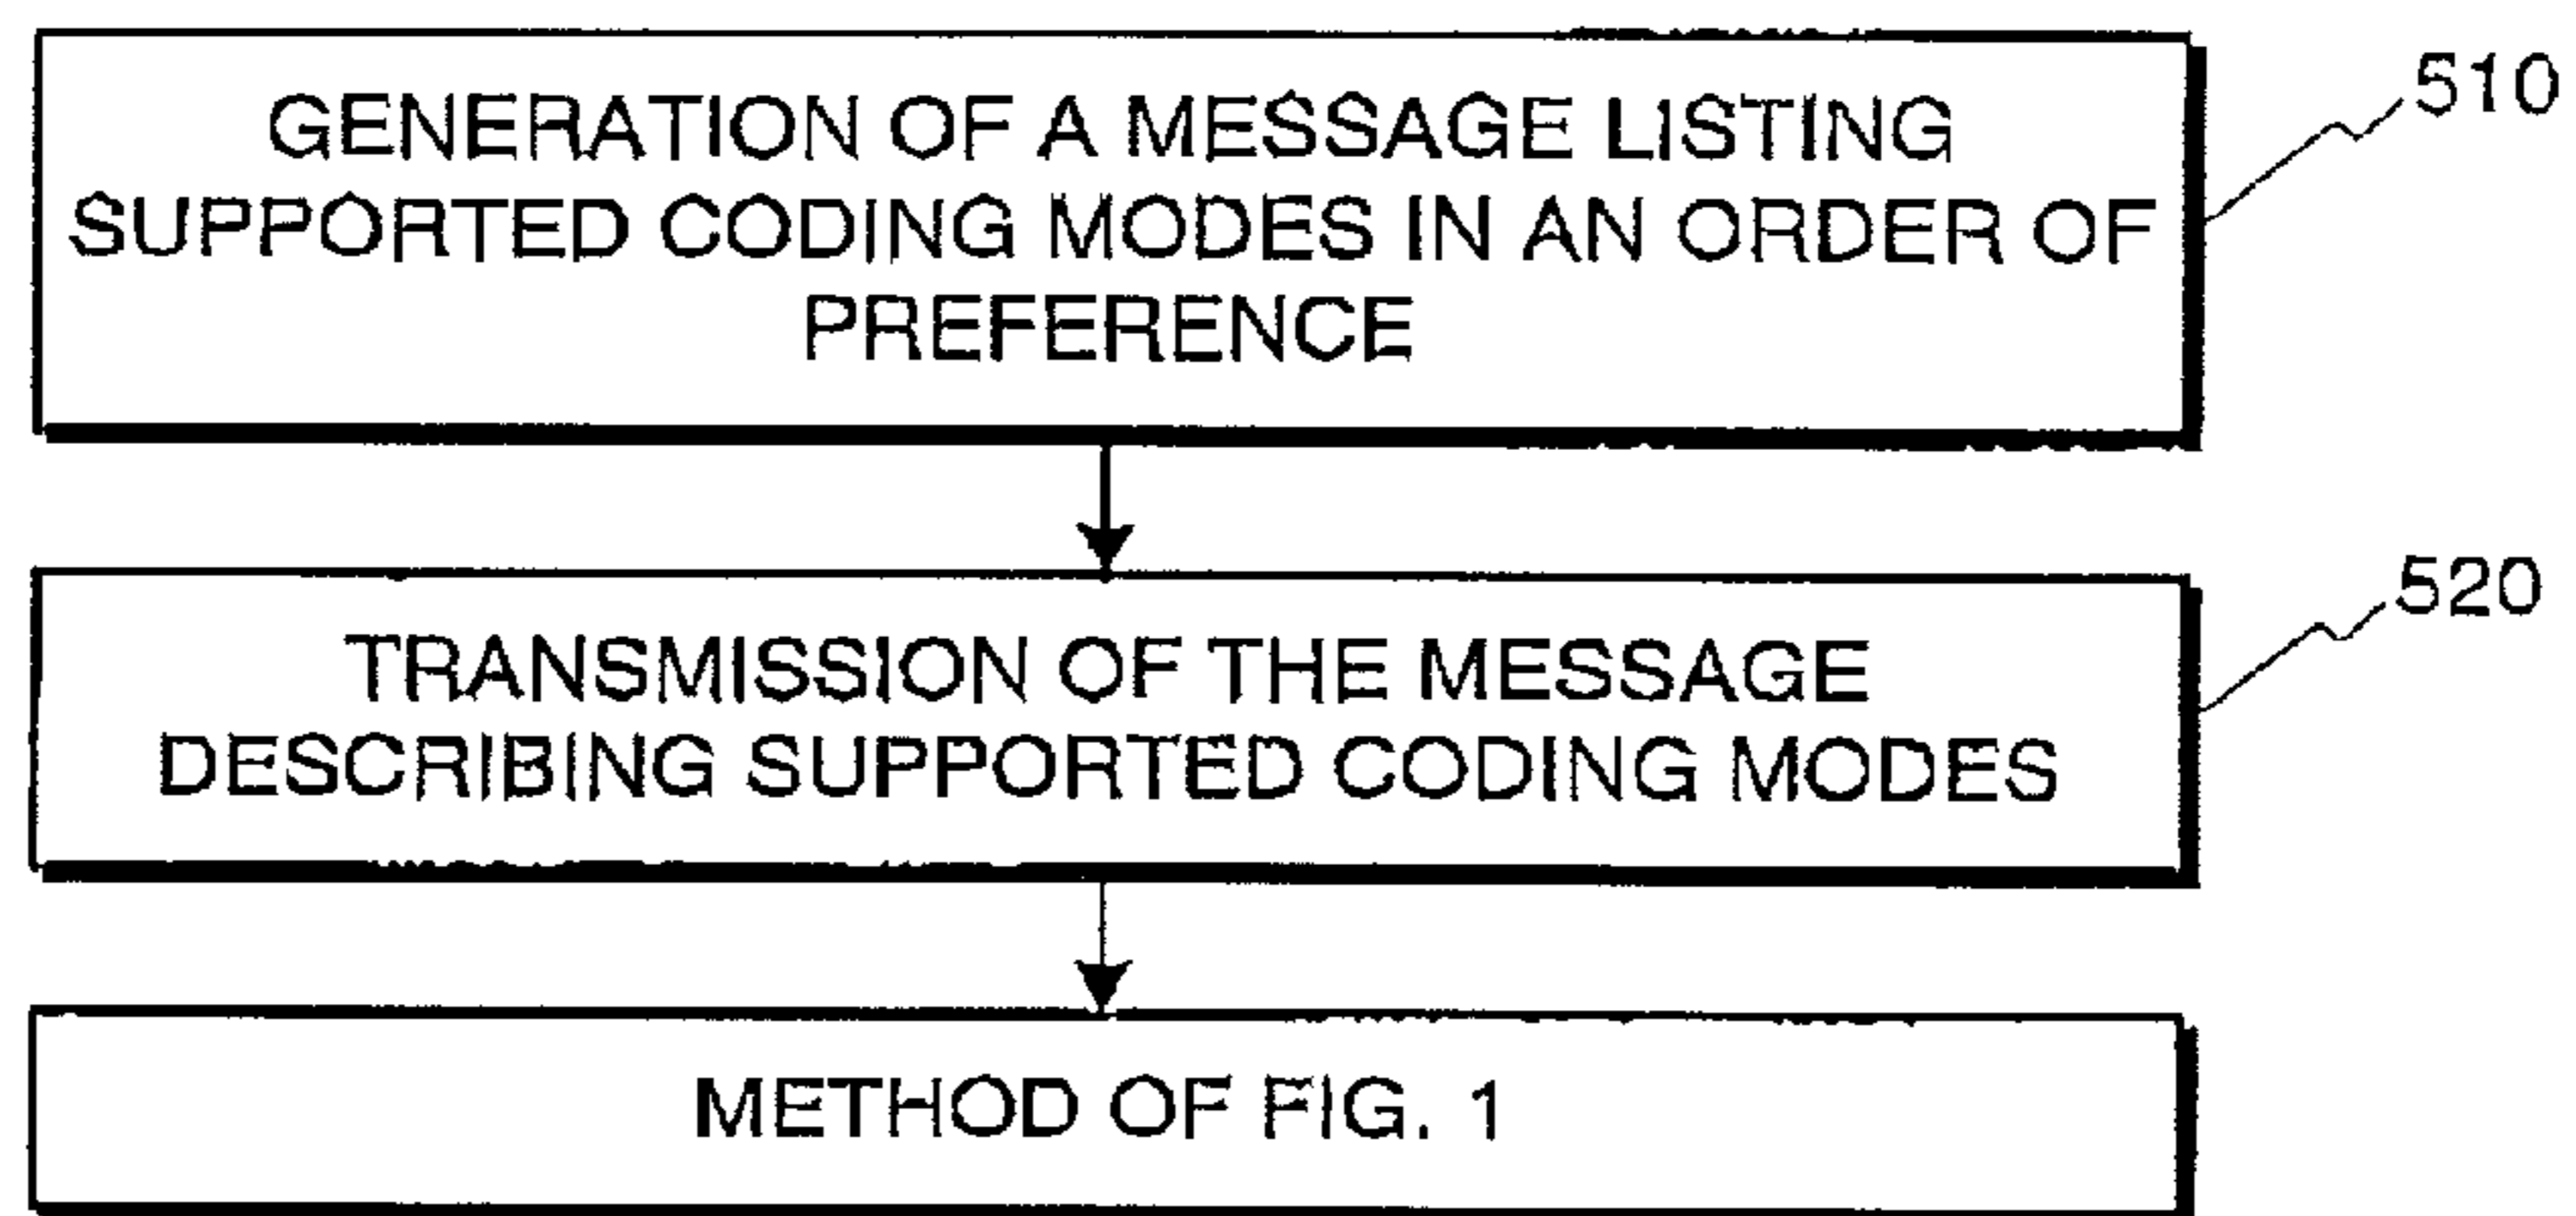 GENERATION OF A MESSAGE LISTING
SUPPORTED CODING MODES IN AN ORDER OF
PREFERENCE
510
TRANSMISSION OF THE MESSAGE
DESCRIBING SUPPORTED CODING MODES
520
METHOD OF FIG. 1